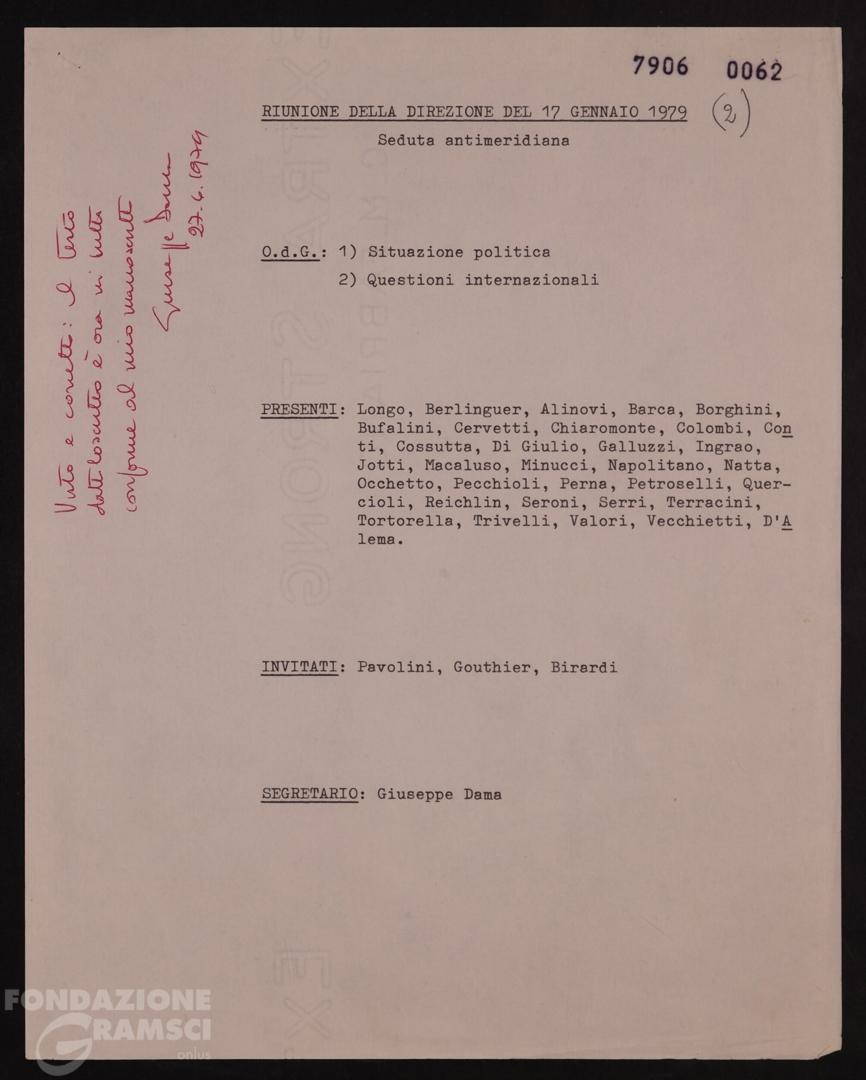 7906 0062
RIUNIONE DELLA DIREZIONE DEL 17 GENNAIO 1979 (2)
Seduta antimeridiana
O.d.G.: 1) Situazione politica
2) Questioni internazionali
PRESENTI: Longo, Berlinguer, Alinovi, Barca, Borghini,
Bufalini, Cervetti, Chiaromonte, Colombi, Con
ti, Cossutta, Di Giulio, Galluzzi, Ingrao,
Jotti, Macaluso, Minucci, Napolitano, Natta,
Occhetto, Pecchioli, Perna, Petroselli, Quer-
cioli, Reichlin, Seroni, Serri, Terracini,
Tortorella, Trivelli, Valori, Vecchietti, D'A
lema.
INVITATI: Pavolini, Gouthier, Birardi
SEGRETARIO: Giuseppe Dama
Visto e corretto: il testo
dattiloscritto è ora in tutto
conforme al mio manoscritto
Giuseppe Dama
27.6.1979
EXTRA STRONG
FONDAZIONE
GRAMSCI
onlus